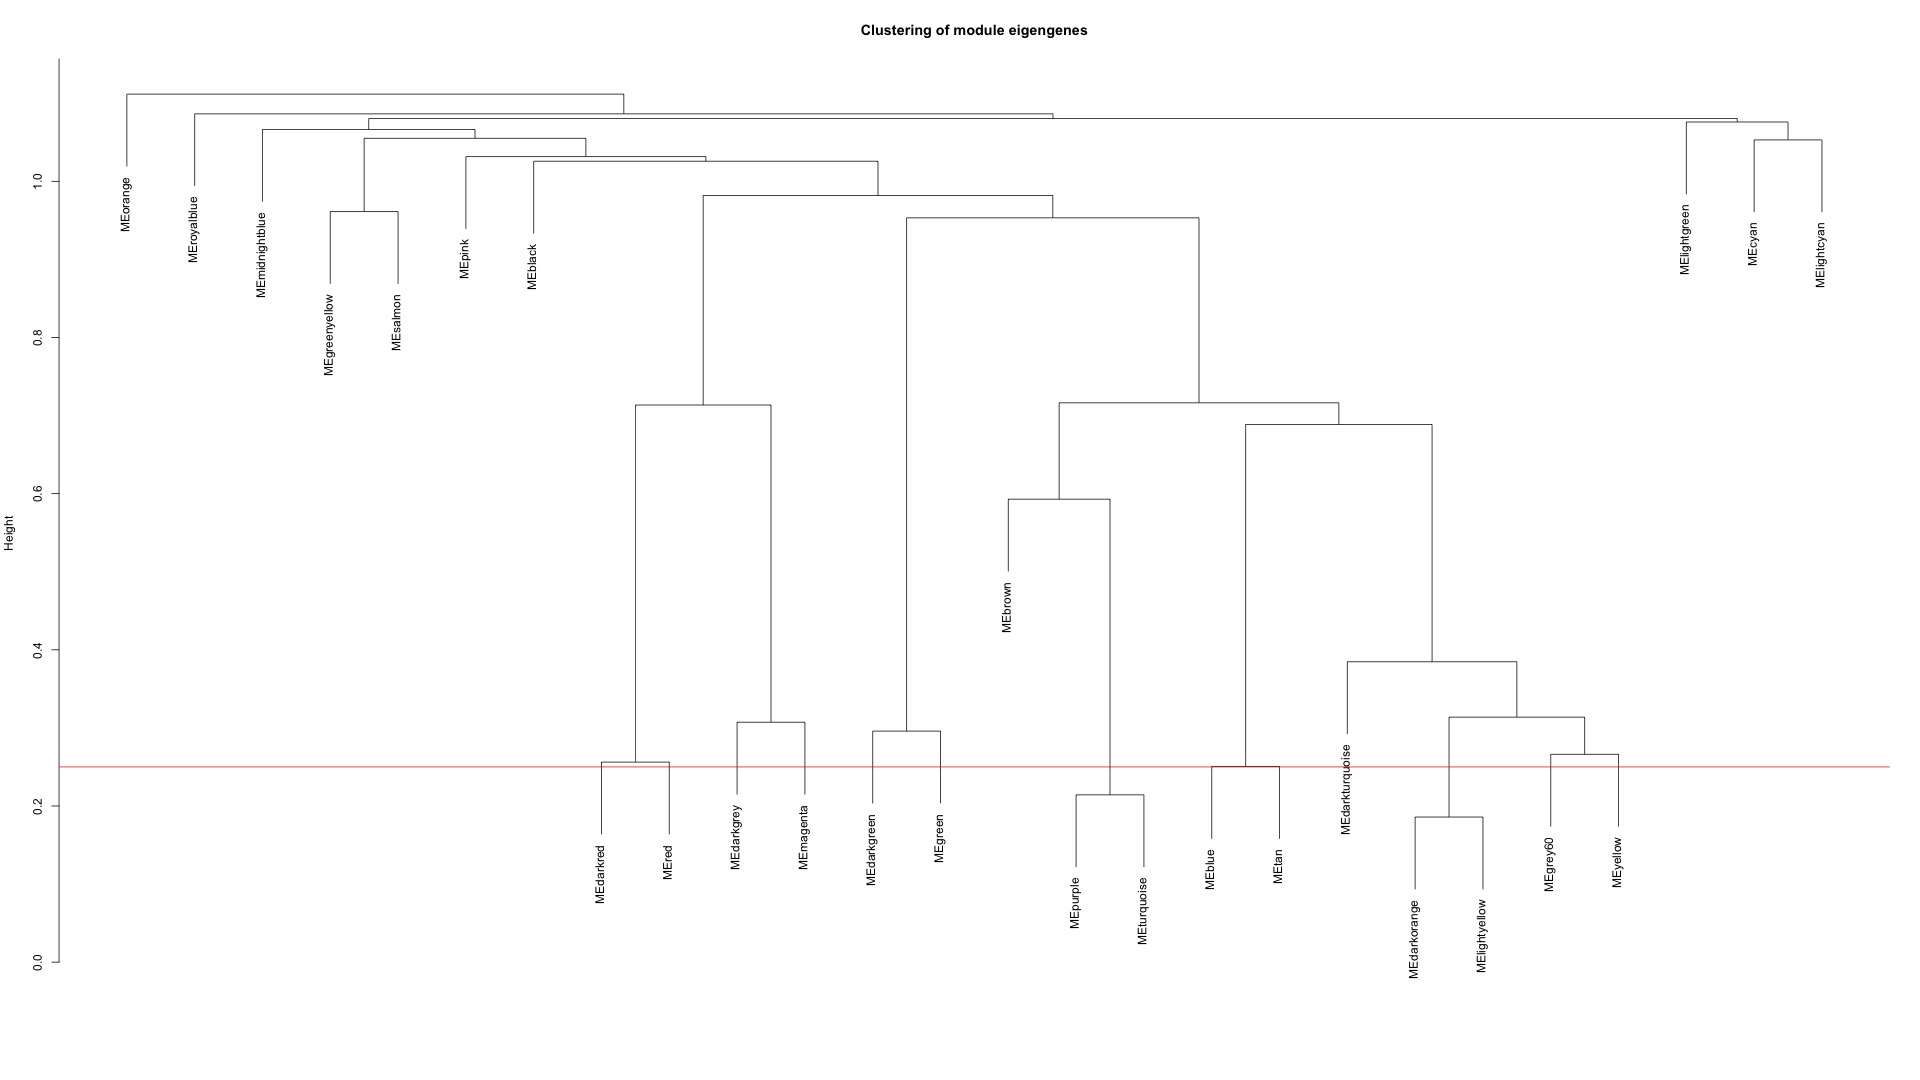 Clustering of module eigengenes
Height
0.0
0.2
0.4
0.6
0.8
1.0
MEorange
MEroyalblue
MEmidnightblue
MEgreenyellow
MEsalmon
MEpink
MEblack
MEdarkred
MEred
MEdarkgrey
MEmagenta
MEdarkgreen
MEgreen
MEbrown
MEpurple
MEturquoise
MEblue
MEtan
MEdarkturquoise
MEdarkorange
MElightyellow
MEgrey60
MEyellow
MElightgreen
MEcyan
MElightcyan